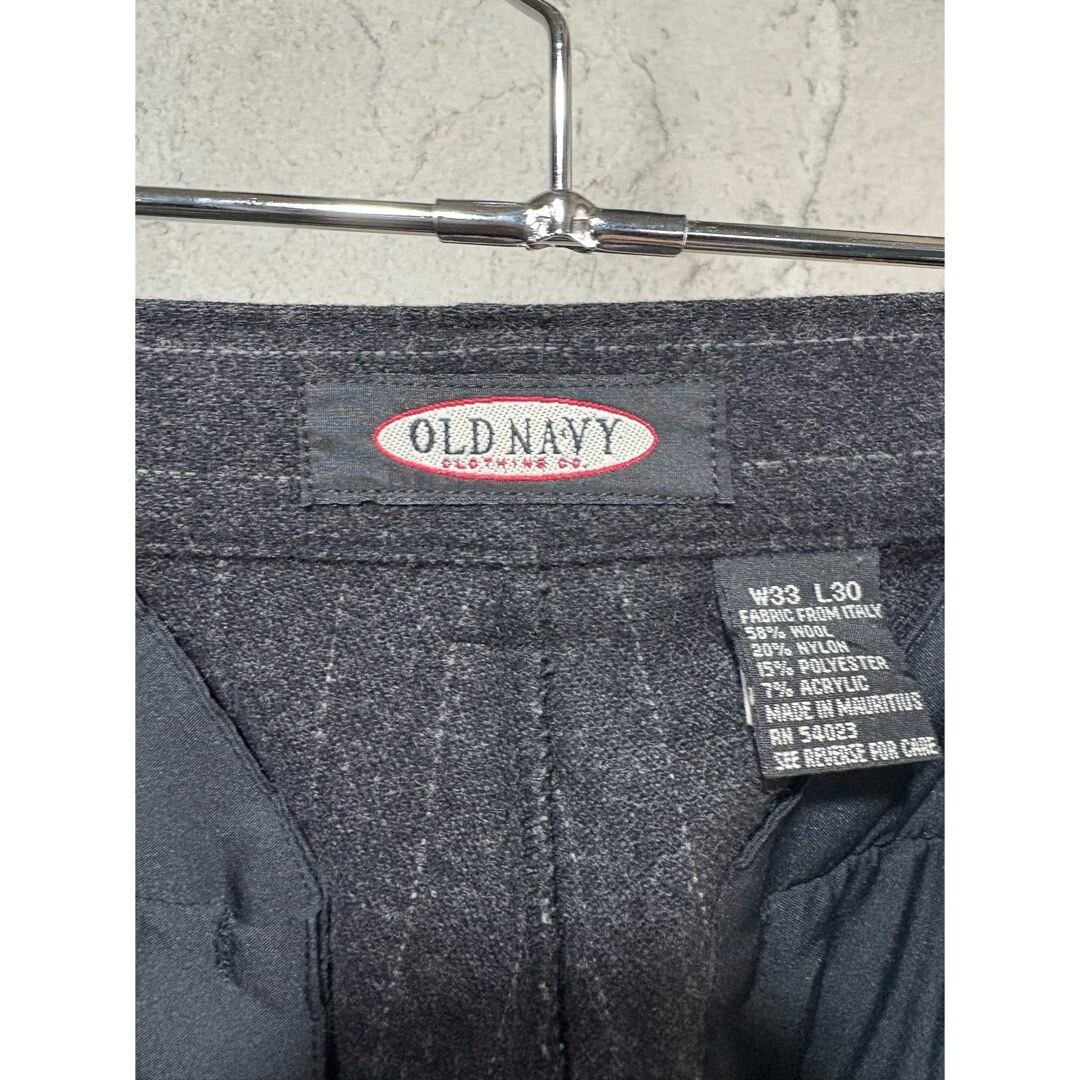 OLD NAVY
CLOTHING CO.
W33 L30
FABRIC FROM ITALY
58% WOOL
20% NYLON
15% POLYESTER
7% ACRYLIC
MADE IN MAURITIUS
RN 54023
SEE REVERSE FOR CARE